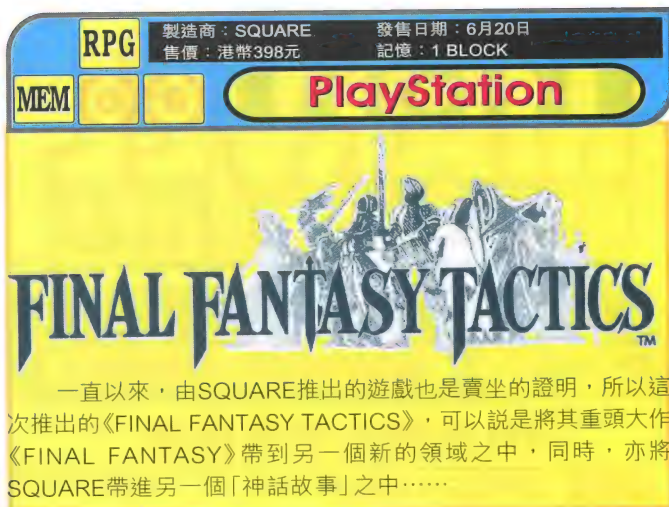 RPG
製造商：SQUARE
發售日期：6月20日
售價：港幣398元
記憶：1 BLOCK
MEM
PlayStation
FINAL FANTASY TACTICS™
一直以來，由SQUARE推出的遊戲也是賣坐的證明，所以這
次推出的《FINAL FANTASY TACTICS》，可以說是將其重頭大作
《FINAL FANTASY》帶到另一個新的領域之中，同時，亦將
SQUARE帶進另一個「神話故事」之中……